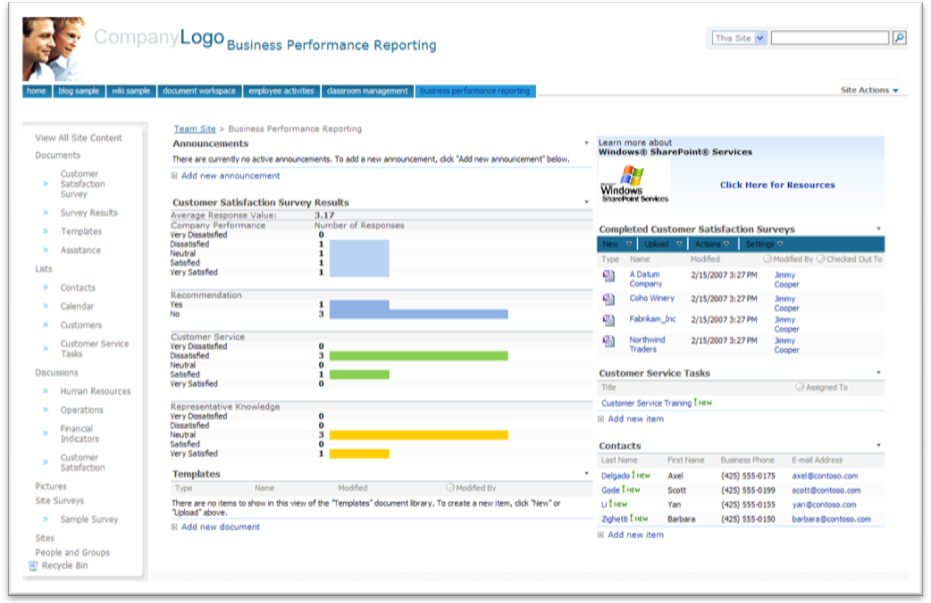 CompanyLogo Business Performance Reporting
This Site
home blog sample wiki sample document workspace employee activities classroom management business performance reporting
Site Actions
View All Site Content
Documents
Customer
Satisfaction
Survey
Survey Results
Templates
Assistance
Lists
Contacts
Calendar
Customers
Customer Service
Tasks
Discussions
Human Resources
Operations
Financial
Indicators
Customer
Satisfaction
Pictures
Site Surveys
Sample Survey
Sites
People and Groups
Recycle Bin
Team Site > Business Performance Reporting
Announcements
There are currently no active announcements. To add a new announcement, click "Add new announcement" below.
Add new announcement
Customer Satisfaction Survey Results
Average Response Value: 3.17
Company Performance Number of Responses
Very Dissatisfied 0
Dissatisfied 1
Neutral 1
Satisfied 1
Very Satisfied 1
Recommendation
Yes 1
No 3
Customer Service
Very Dissatisfied 0
Dissatisfied 3
Neutral 0
Satisfied 1
Very Satisfied 0
Representative Knowledge
Very Dissatisfied 0
Dissatisfied 0
Neutral 3
Satisfied 0
Very Satisfied 1
Templates
Type Name Modified Modified By
There are no items to show in this view of the "Templates" document library. To create a new item, click "New" or
"Upload" above.
Add new document
Learn more about
Windows® SharePoint® Services
Windows
SharePoint Services
Click Here for Resources
Completed Customer Satisfaction Surveys
New Upload Actions Settings
Type Name Modified Modified By Checked Out To
A Datum
Company 2/15/2007 3:27 PM Jimmy
Cooper
Coho Winery 2/15/2007 3:27 PM Jimmy
Cooper
Fabrikam_Inc 2/15/2007 3:27 PM Jimmy
Cooper
Northwind
Traders 2/15/2007 3:27 PM Jimmy
Cooper
Customer Service Tasks
Title Assigned To
Customer Service Training ! NEW
Add new item
Contacts
Last Name First Name Business Phone E-mail Address
Delgado ! NEW Axel (425) 555-0175 axel@contoso.com
Gode ! NEW Scott (425) 555-0199 scott@contoso.com
Li ! NEW Yan (425) 555-0155 yan@contoso.com
Zighetti ! NEW Barbara (425) 555-0150 barbara@contoso.com
Add new item